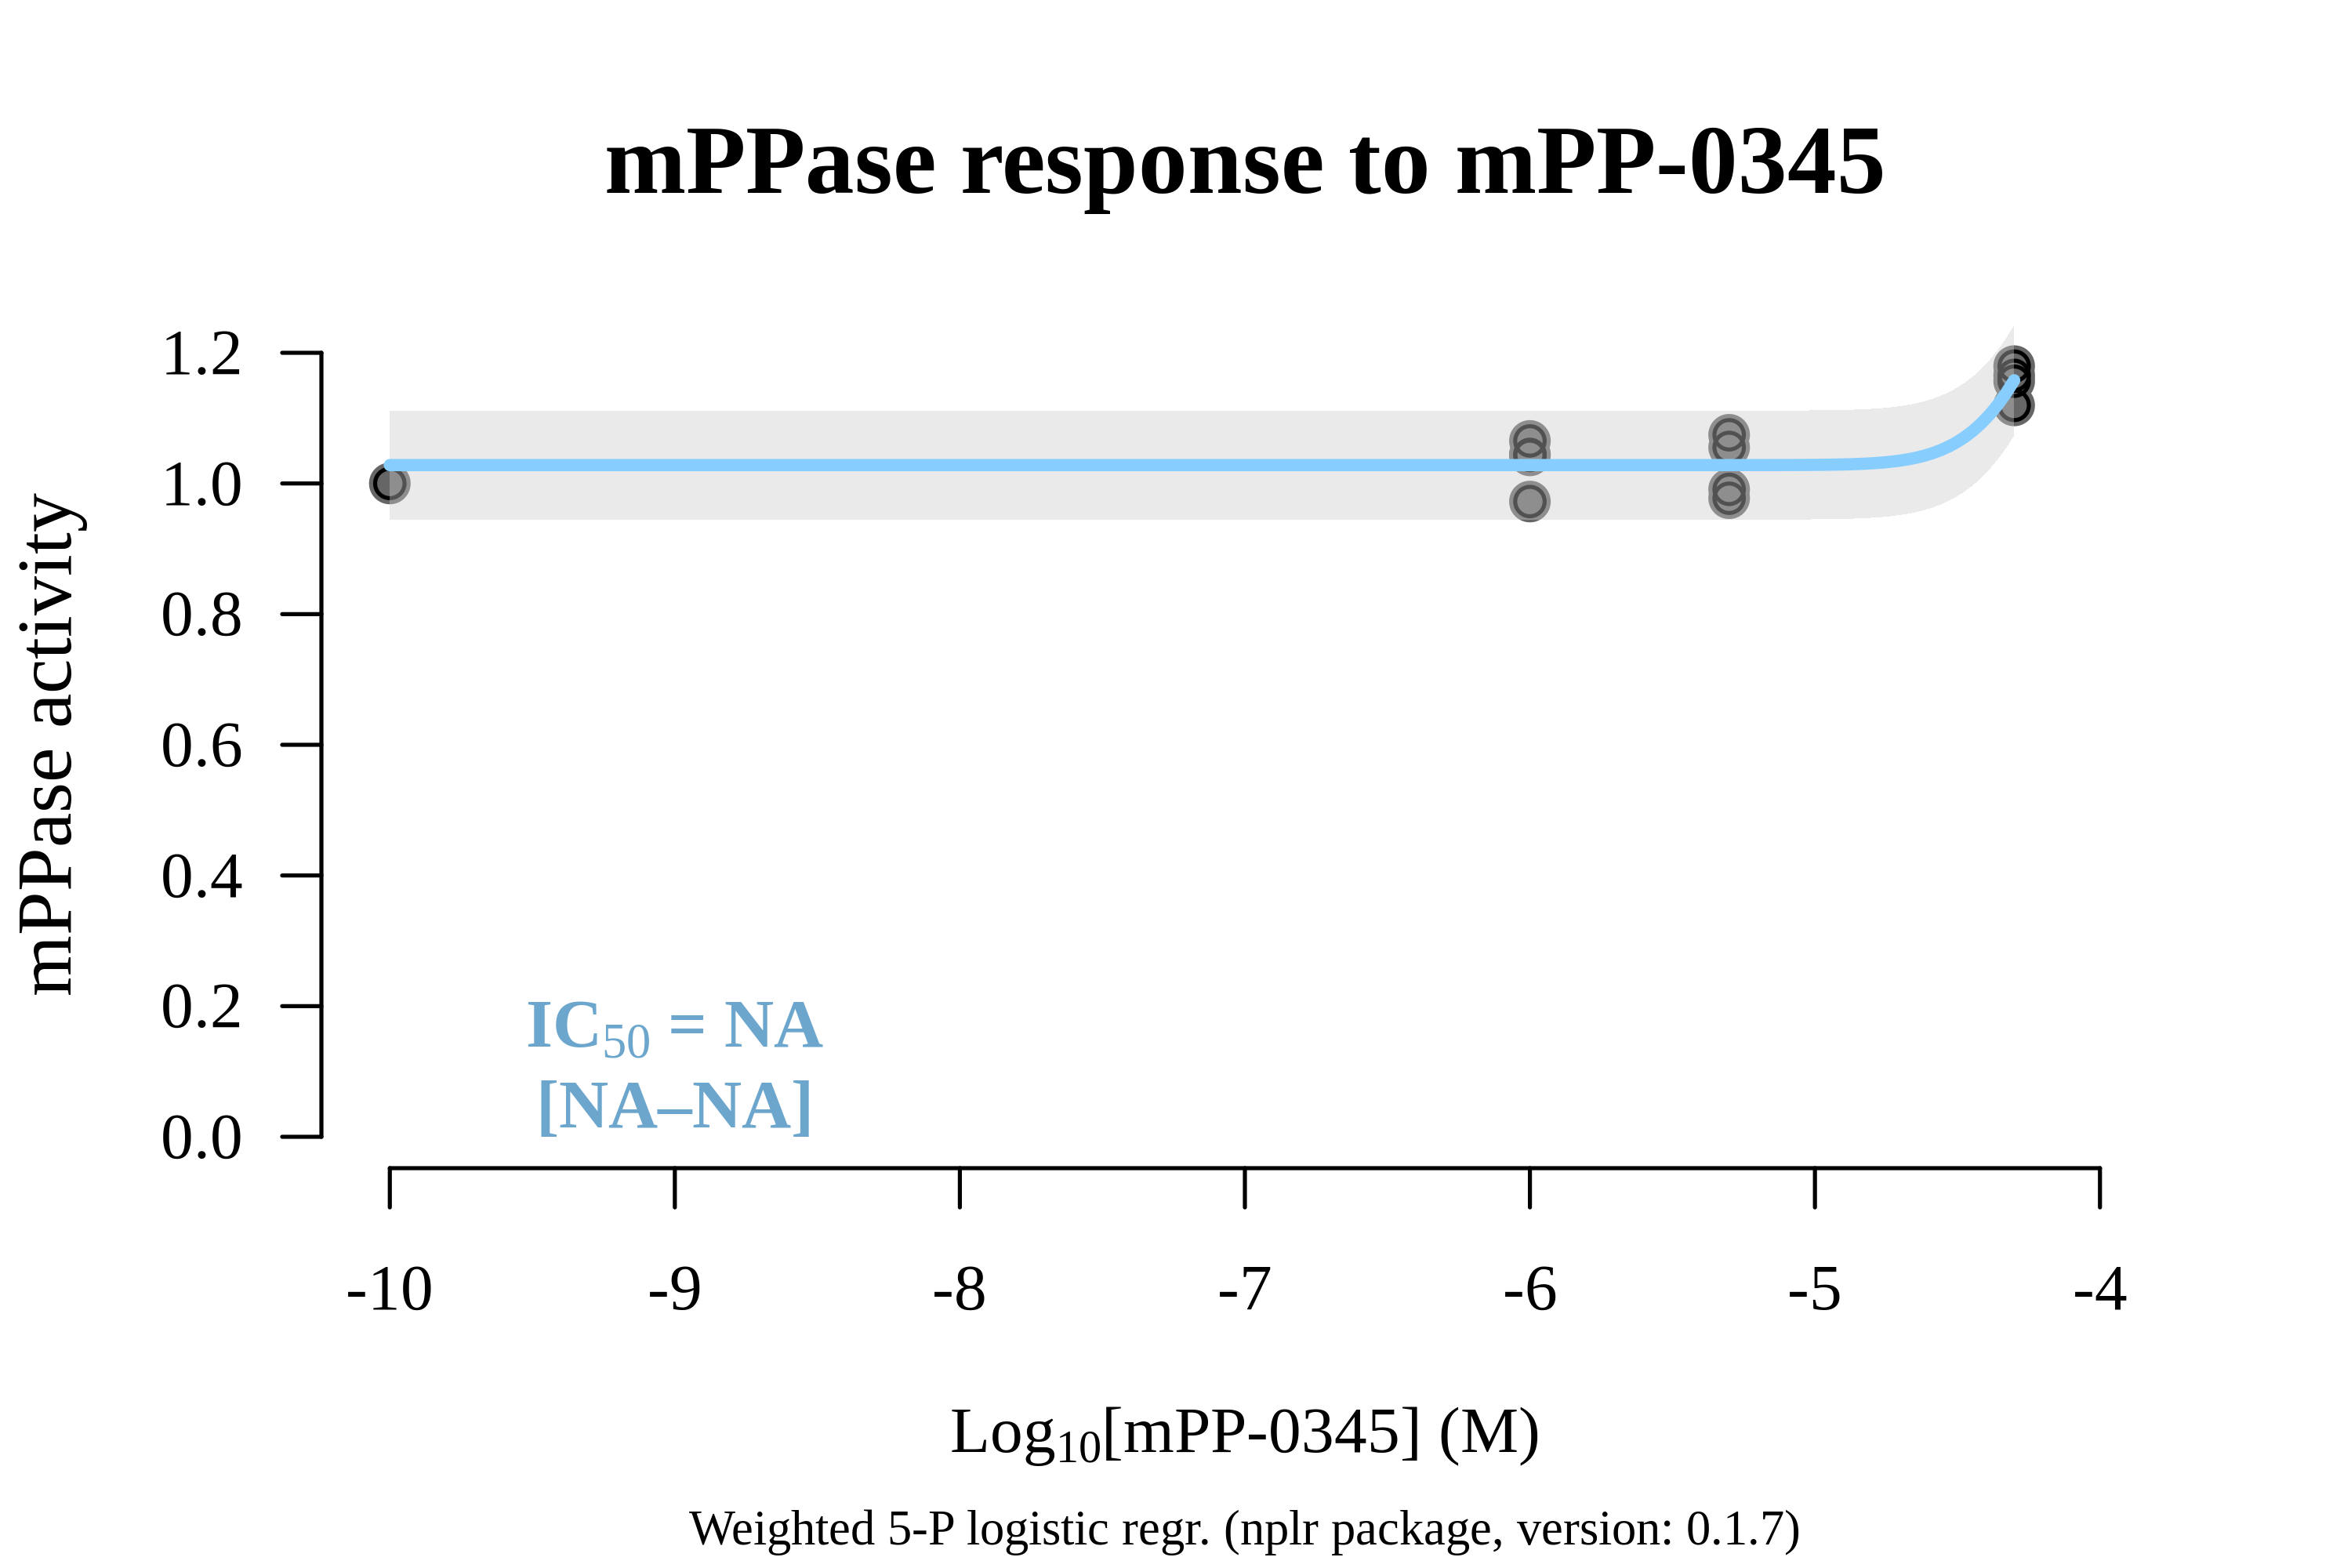 mPPase response to mPP-0345
mPPase activity
1.2
1.0
0.8
0.6
0.4
0.2
0.0
IC50 = NA
[NA–NA]
-10 -9 -8 -7 -6 -5 -4
Log10[mPP-0345] (M)
Weighted 5-P logistic regr. (nplr package, version: 0.1.7)